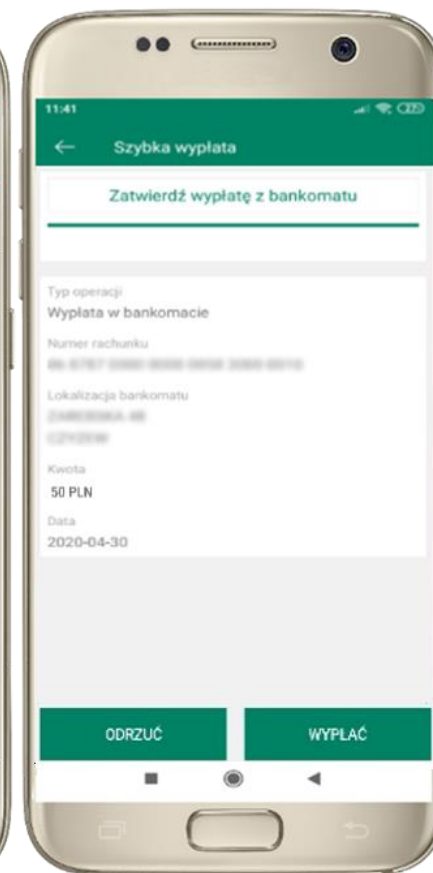 11:41
Szybka wypłata
Zatwierdź wypłatę z bankomatu
Typ operacji
Wypłata w bankomacie
Numer rachunku
Lokalizacja bankomatu
Kwota
50 PLN
Data
2020-04-30
ODRZUĆ
WYPŁAĆ